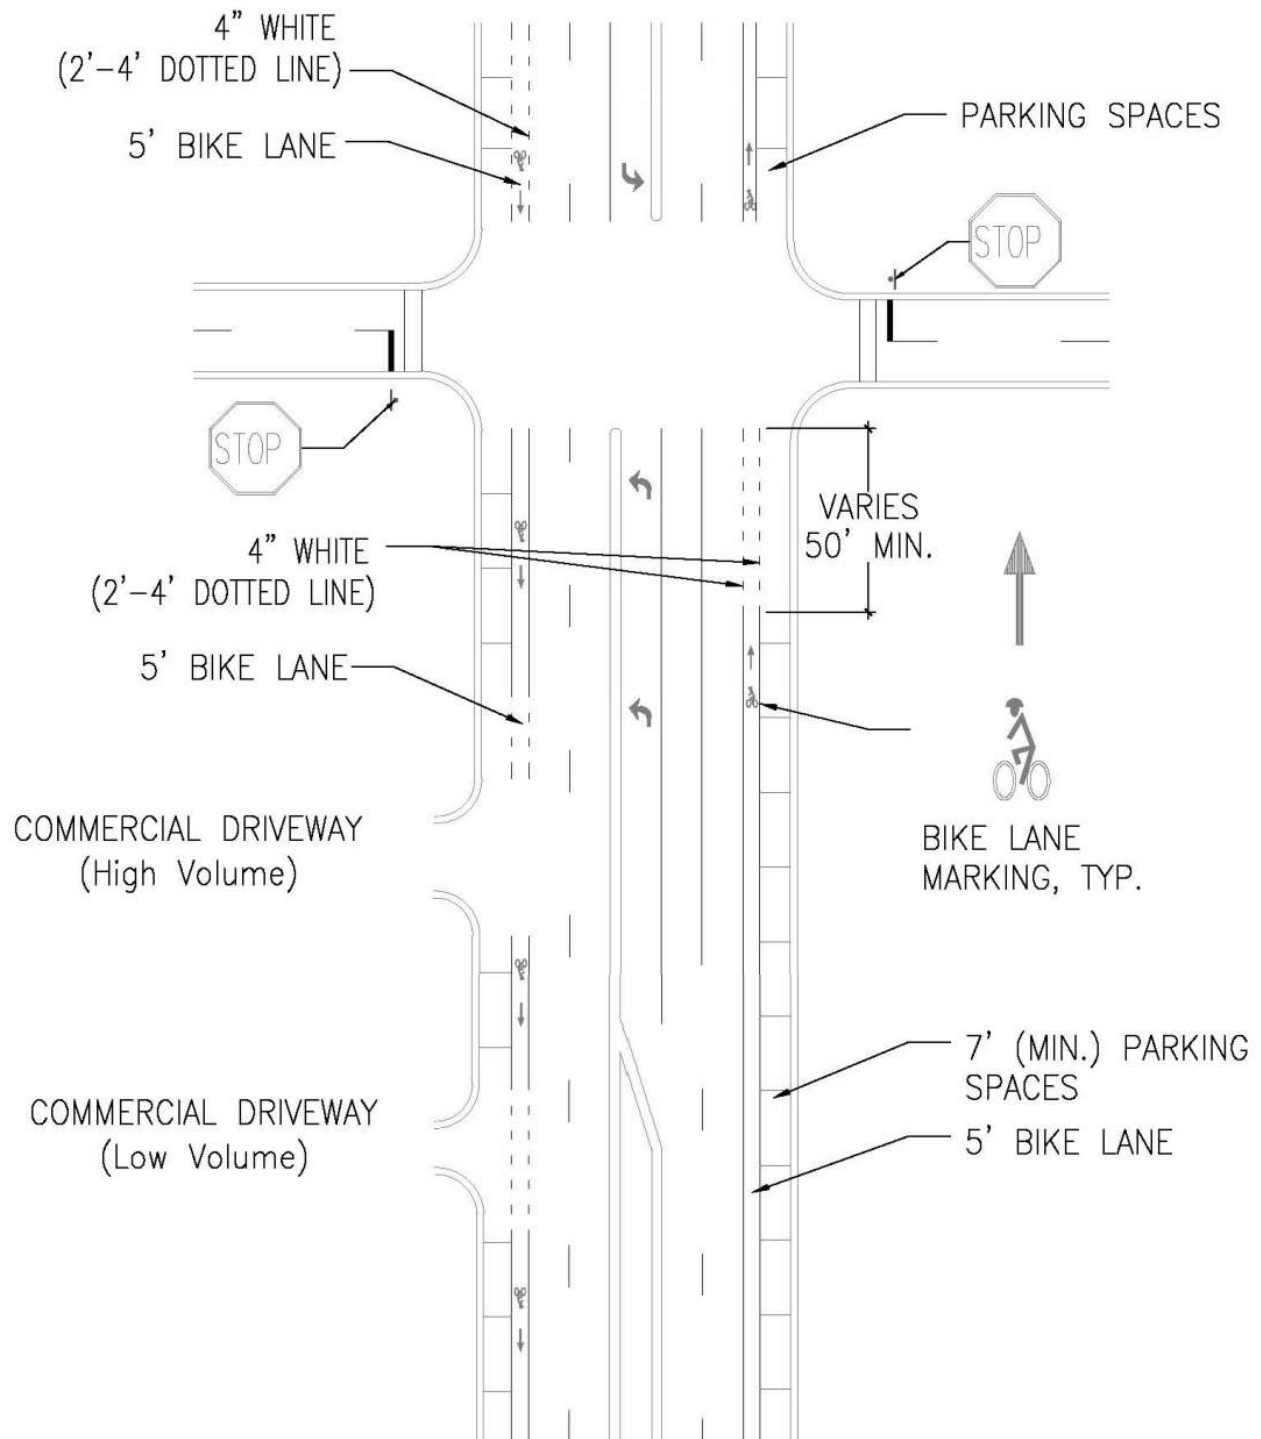 4” WHITE
(2’-4’ DOTTED LINE)
5’ BIKE LANE
PARKING SPACES
STOP
STOP
VARIES
50’ MIN.
4” WHITE
(2’-4’ DOTTED LINE)
5’ BIKE LANE
COMMERCIAL DRIVEWAY
(High Volume)
BIKE LANE
MARKING, TYP.
7’ (MIN.) PARKING
SPACES
5’ BIKE LANE
COMMERCIAL DRIVEWAY
(Low Volume)